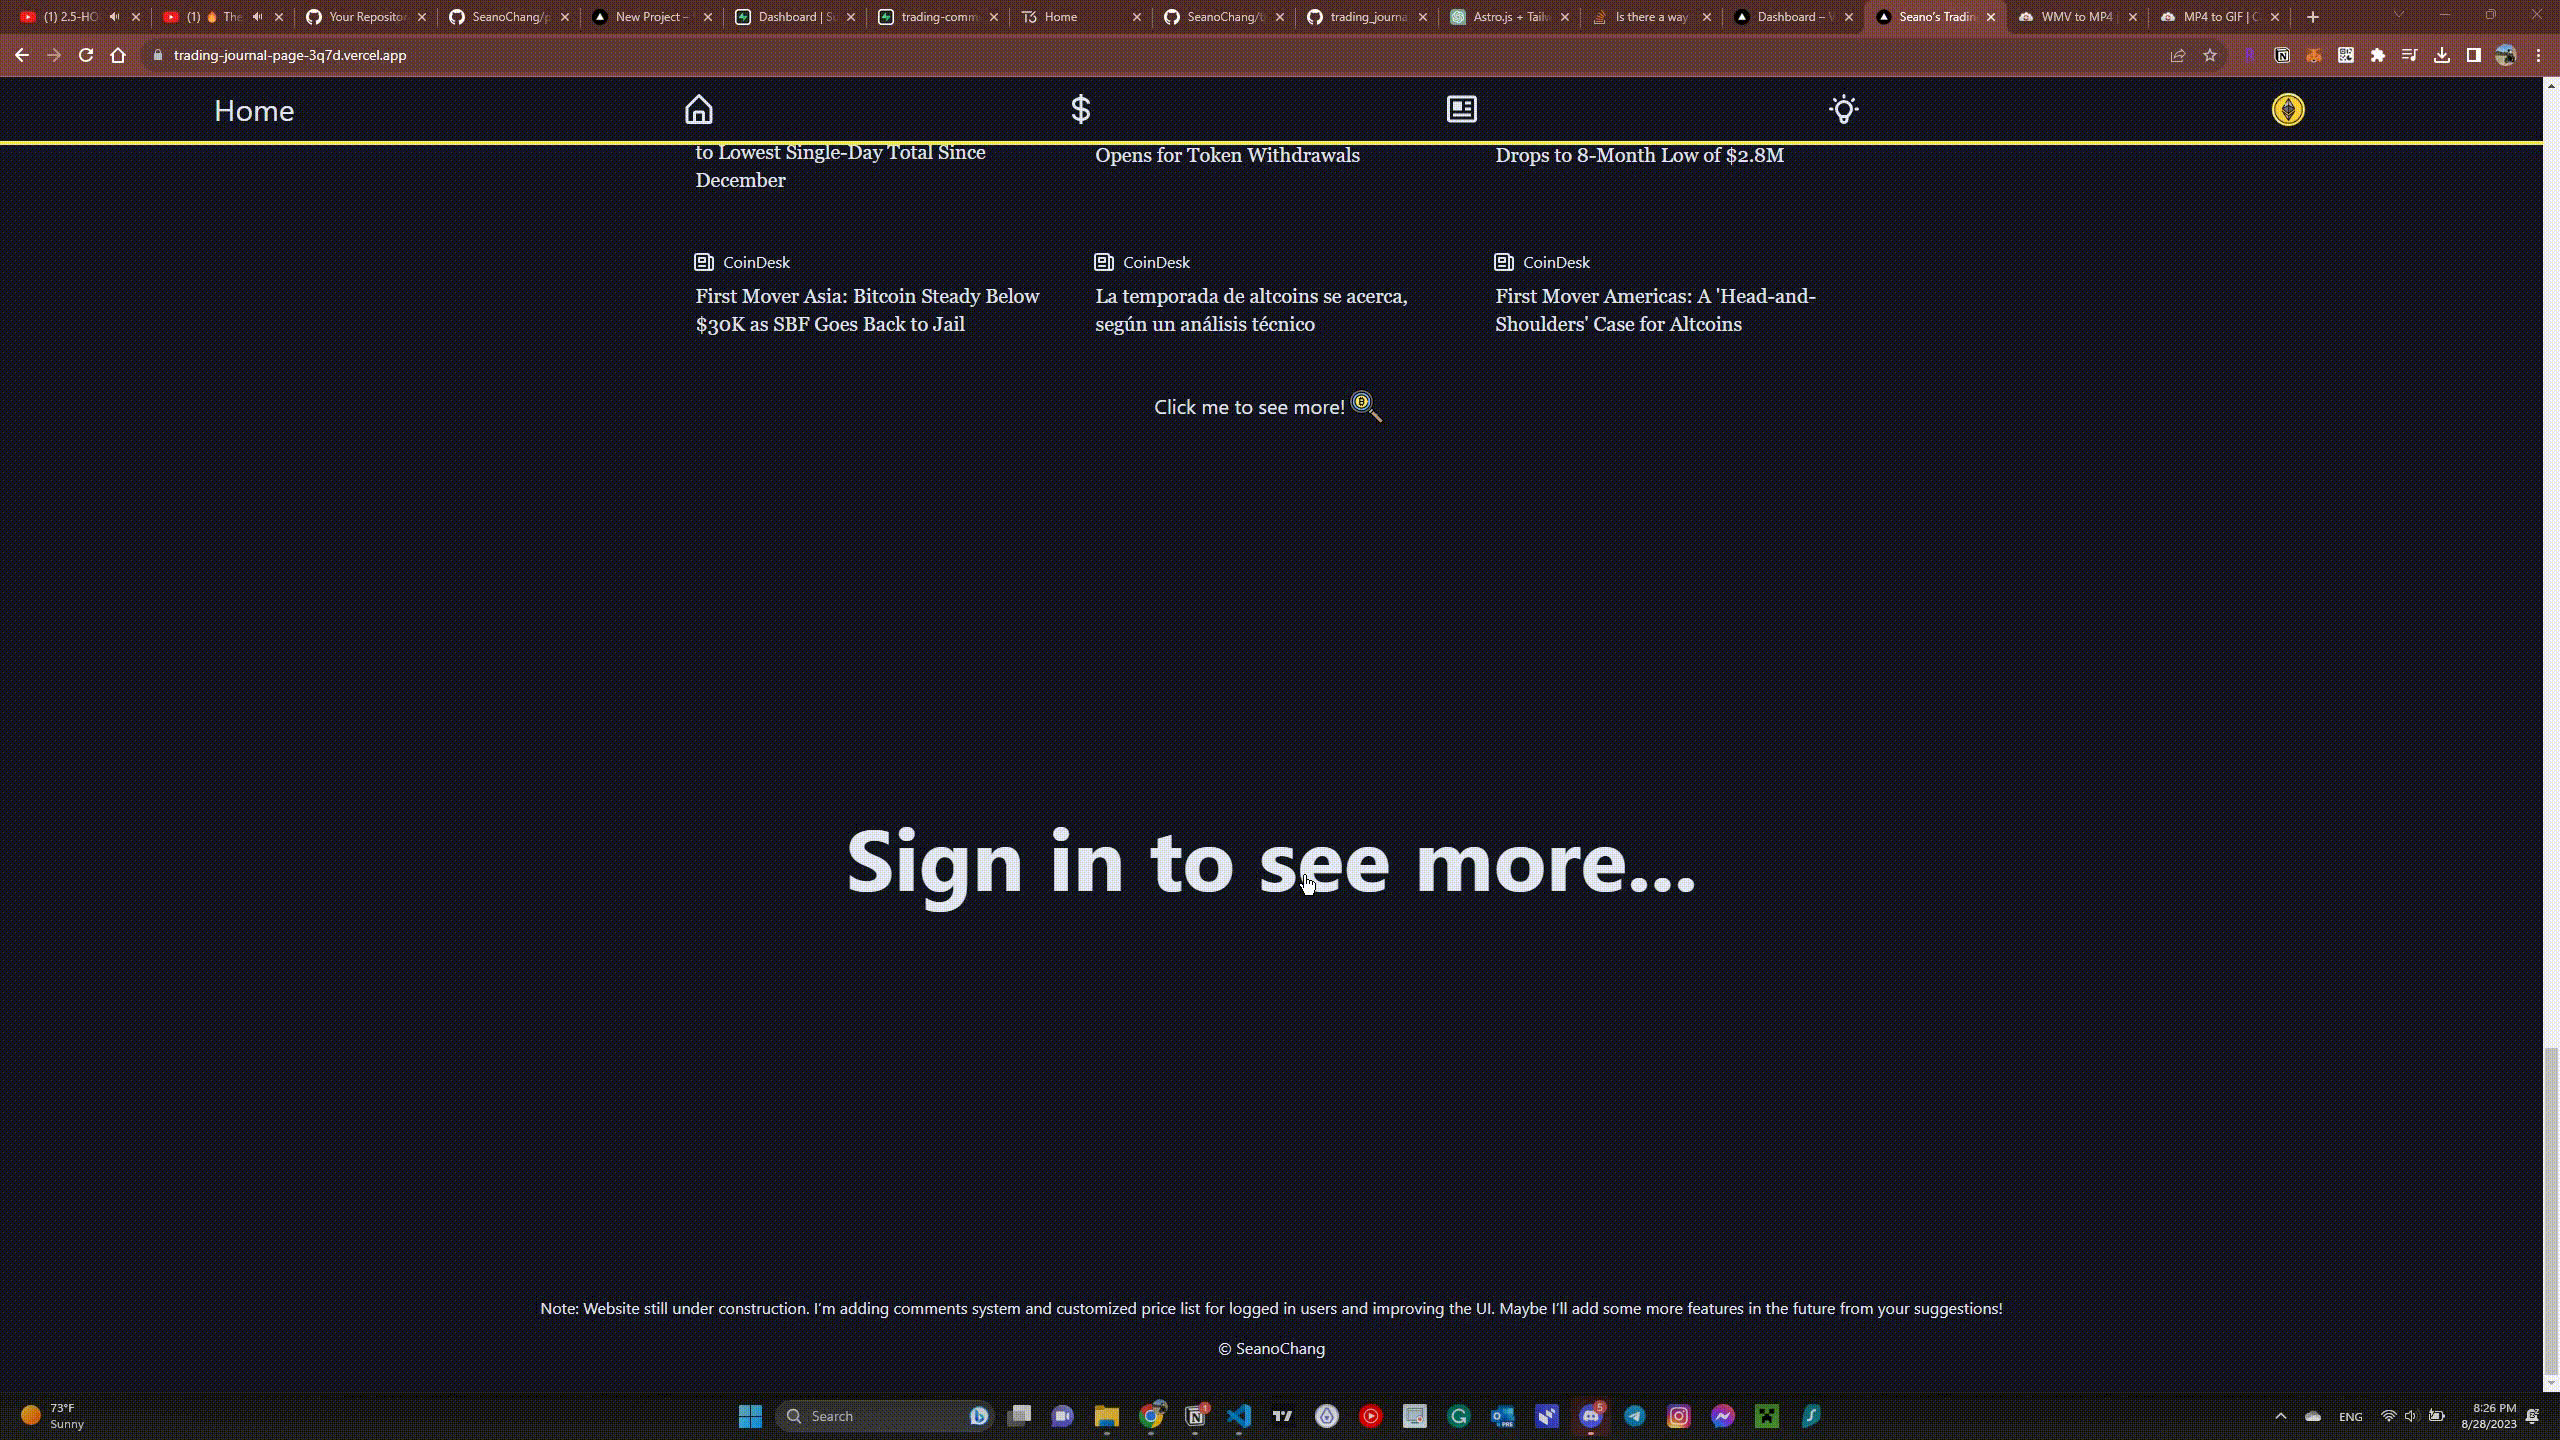 (1) 2.5-HO
(1) 🔥 The
Your Reposito
SeanoChang/p
New Project –
Dashboard | Su
trading-comm
T3 Home
SeanoChang/
trading_journa
Astro.js + Tailw
Is there a way
Dashboard –
Seano's Tradin
WMV to MP4
MP4 to GIF | C
trading-journal-page-3q7d.vercel.app
Home
to Lowest Single-Day Total Since
December
Opens for Token Withdrawals
Drops to 8-Month Low of $2.8M
CoinDesk
First Mover Asia: Bitcoin Steady Below
$30K as SBF Goes Back to Jail
CoinDesk
La temporada de altcoins se acerca,
según un análisis técnico
CoinDesk
First Mover Americas: A 'Head-and-
Shoulders' Case for Altcoins
Click me to see more!
Sign in to see more...
Note: Website still under construction. I'm adding comments system and customized price list for logged in users and improving the UI. Maybe I'll add some more features in the future from your suggestions!
© SeanoChang
73°F
Sunny
Search
ENG
8:26 PM
8/28/2023